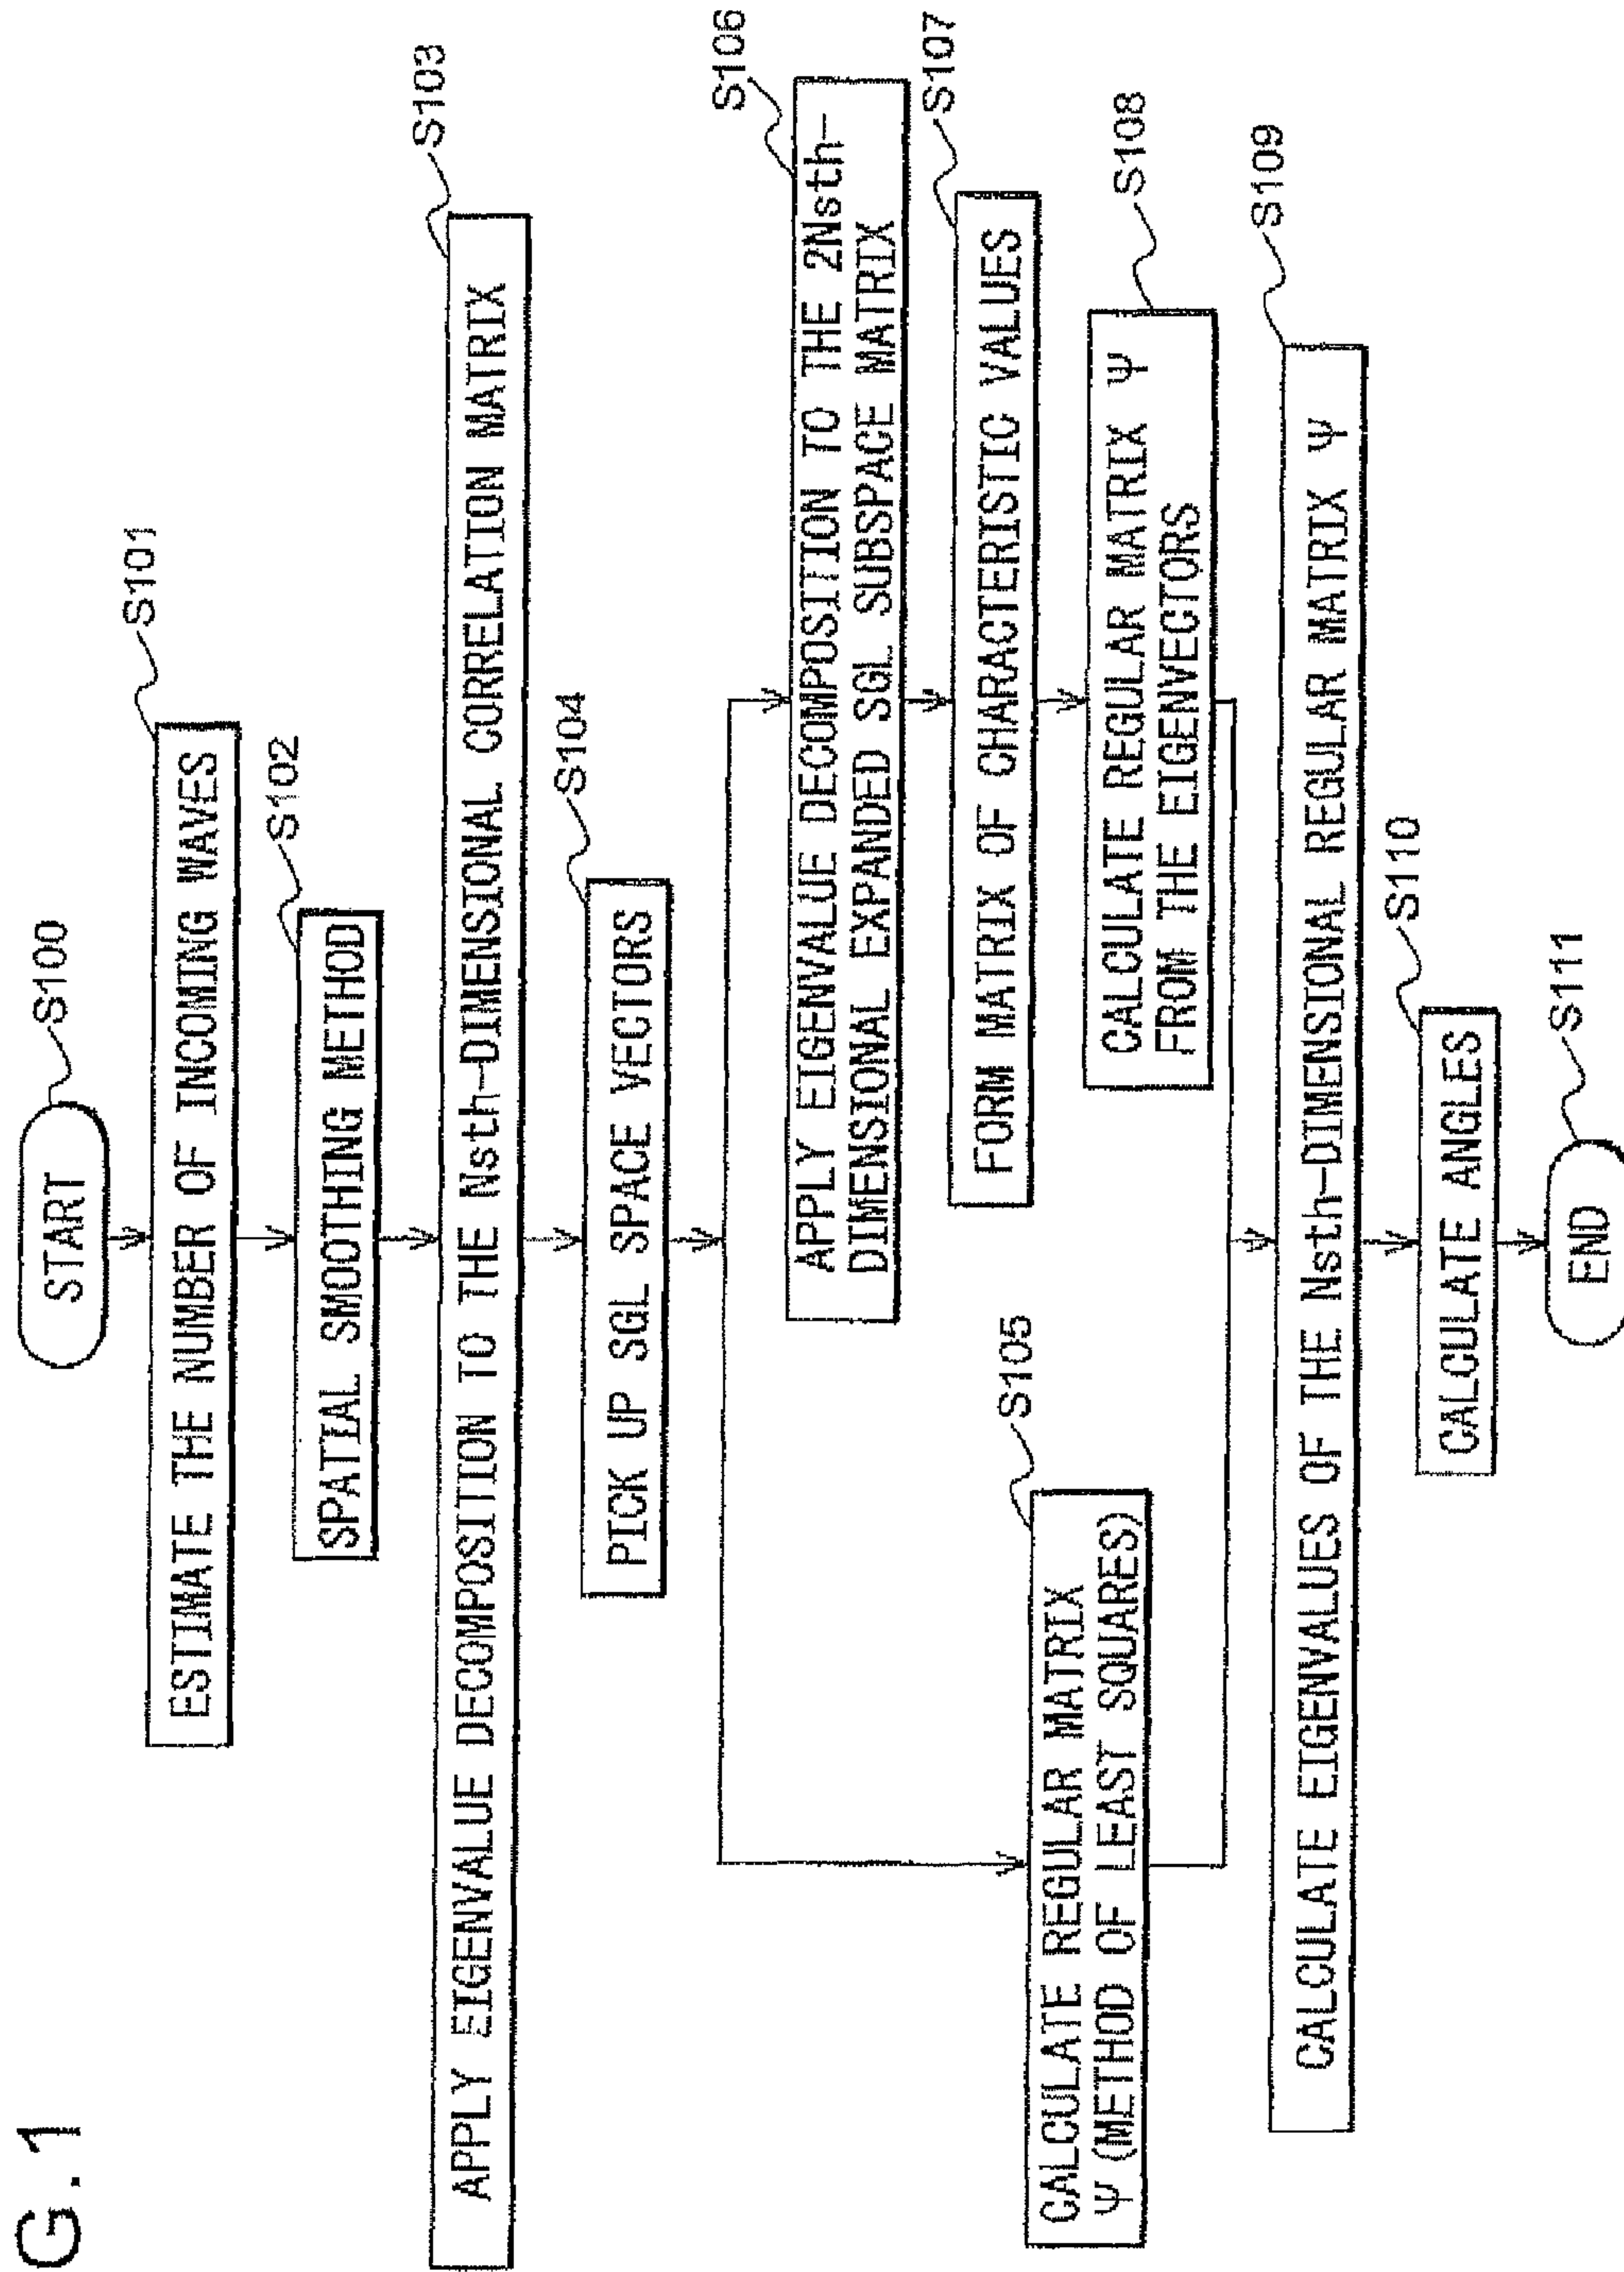 G.1
START
S100
ESTIMATE THE NUMBER OF INCOMING WAVES
S101
SPATIAL SMOOTHING METHOD
S102
APPLY EIGENVALUE DECOMPOSITION TO THE Nsth-DIMENSIONAL CORRELATION MATRIX
S103
PICK UP SGL SPACE VECTORS
S104
CALCULATE REGULAR MATRIX
Ψ (METHOD OF LEAST SQUARES)
S105
APPLY EIGENVALUE DECOMPOSITION TO THE 2Nsth-
DIMENSIONAL EXPANDED SGL SUBSPACE MATRIX
S106
FORM MATRIX OF CHARACTERISTIC VALUES
S107
CALCULATE REGULAR MATRIX Ψ
FROM THE EIGENVECTORS
S108
CALCULATE EIGENVALUES OF THE Nsth-DIMENSIONAL REGULAR MATRIX Ψ
S109
CALCULATE ANGLES
S110
END
S111